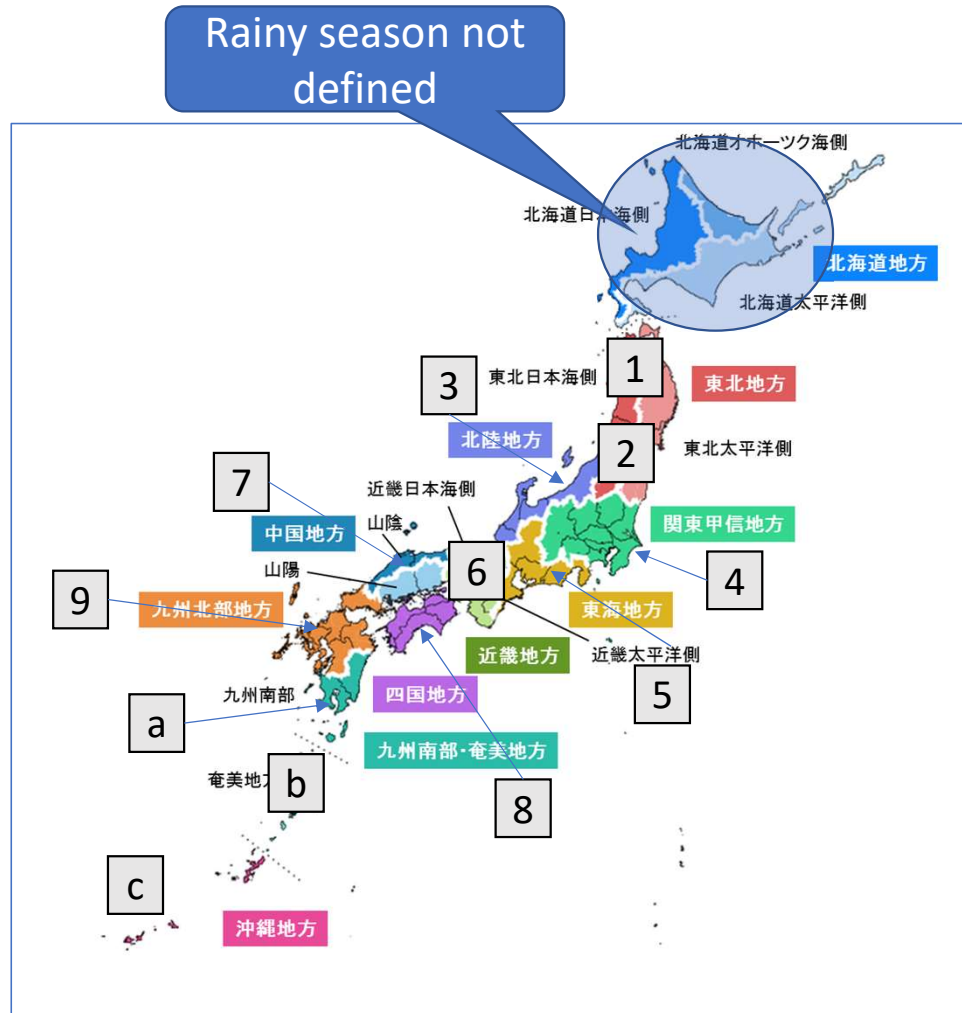 Rainy season not
defined
北海道オホーツク海側
北海道日本海側
北海道地方
北海道太平洋側
1
東北日本海側
東北地方
3
北陸地方
2
東北太平洋側
7
近畿日本海側
関東甲信地方
中国地方
山陰
山陽
6
4
9
九州北部地方
東海地方
近畿地方
近畿太平洋側
5
九州南部
四国地方
a
九州南部・奄美地方
奄美地
b
8
c
沖縄地方